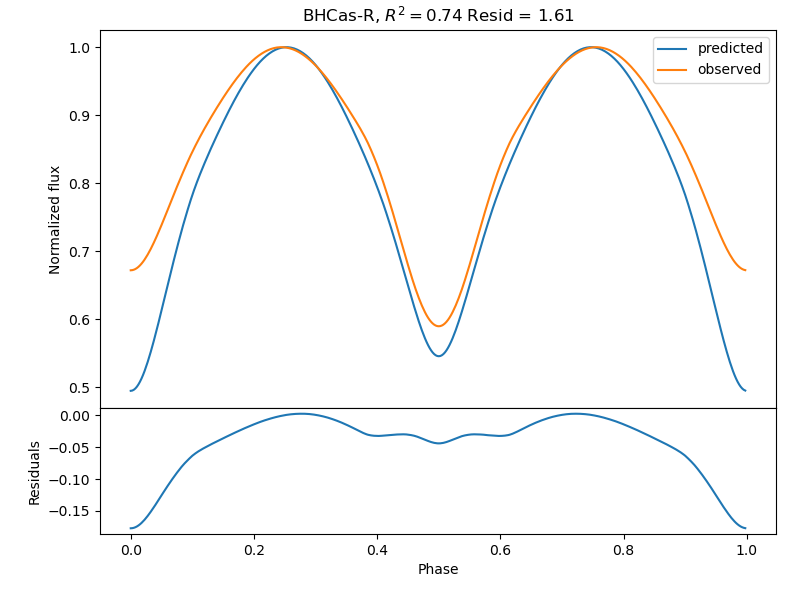 BHCas-R, R² = 0.74 Resid = 1.61
predicted
observed
Normalized flux
1.0
0.9
0.8
0.7
0.6
0.5
Residuals
0.00
−0.05
−0.10
−0.15
0.0 0.2 0.4 0.6 0.8 1.0
Phase